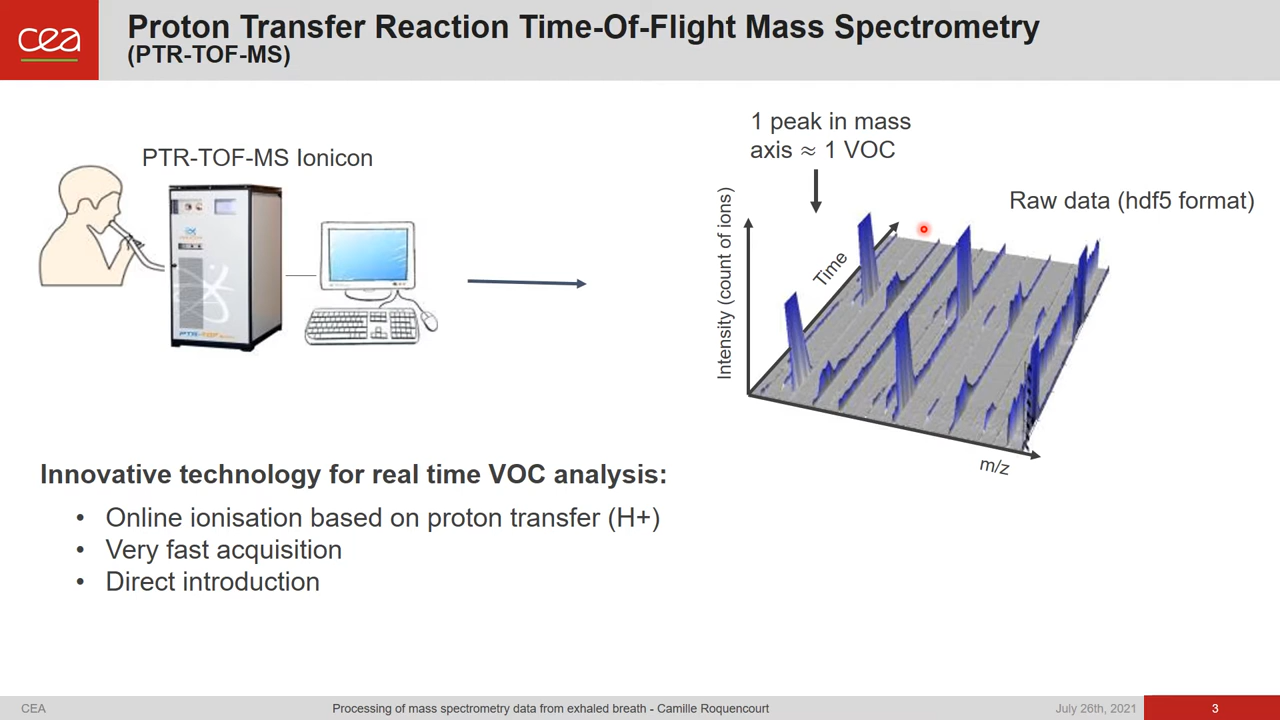 cea
Proton Transfer Reaction Time-Of-Flight Mass Spectrometry
(PTR-TOF-MS)
PTR-TOF-MS Ionicon
1 peak in mass
axis ≈ 1 VOC
Raw data (hdf5 format)
Intensity (count of ions)
Time
m/z
PTR-TOF
Innovative technology for real time VOC analysis:
• Online ionisation based on proton transfer (H+)
• Very fast acquisition
• Direct introduction
CEA
Processing of mass spectrometry data from exhaled breath - Camille Roquencourt
July 26th, 2021
3